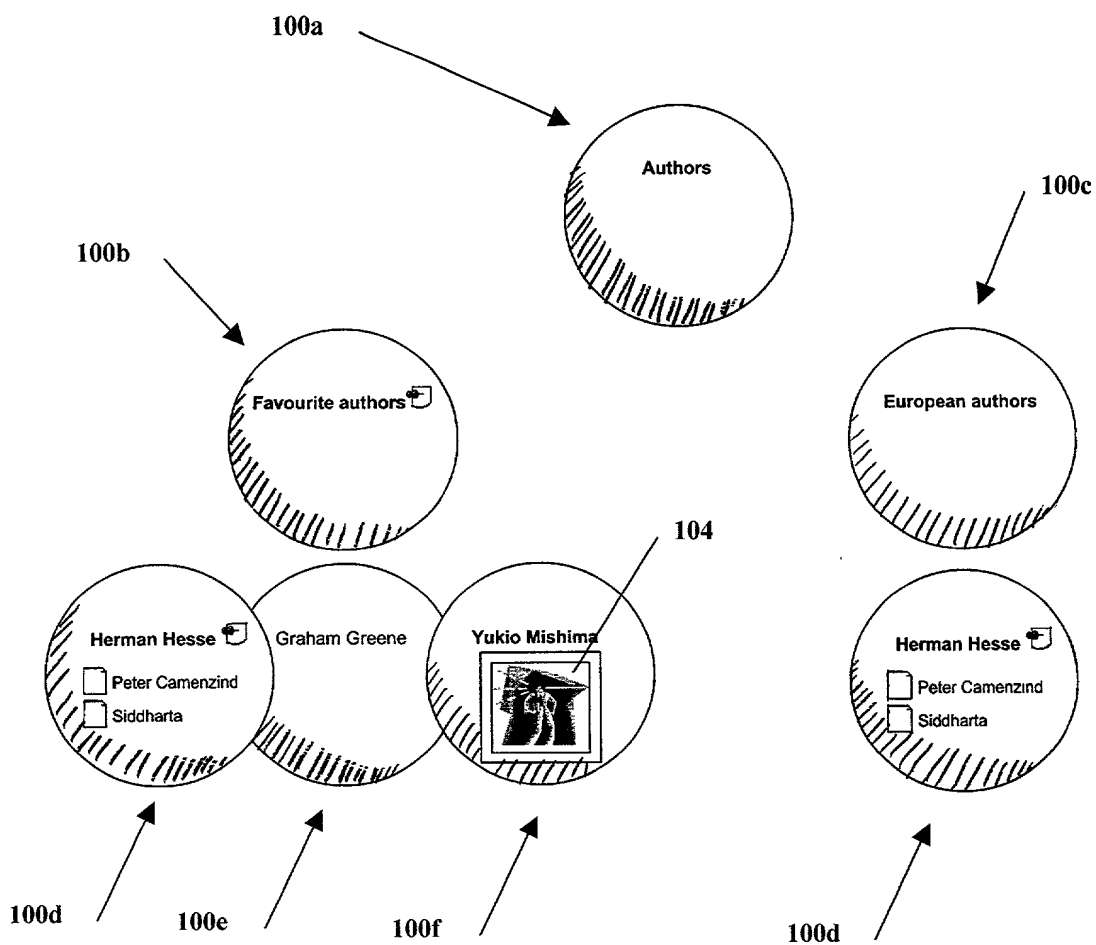 100a
Authors
100c
100b
Favourite authors
European authors
104
Herman Hesse
Peter Camenzind
Siddharta
Graham Greene
Yukio Mishima
Herman Hesse
Peter Camenzind
Siddharta
100d
100e
100f
100d